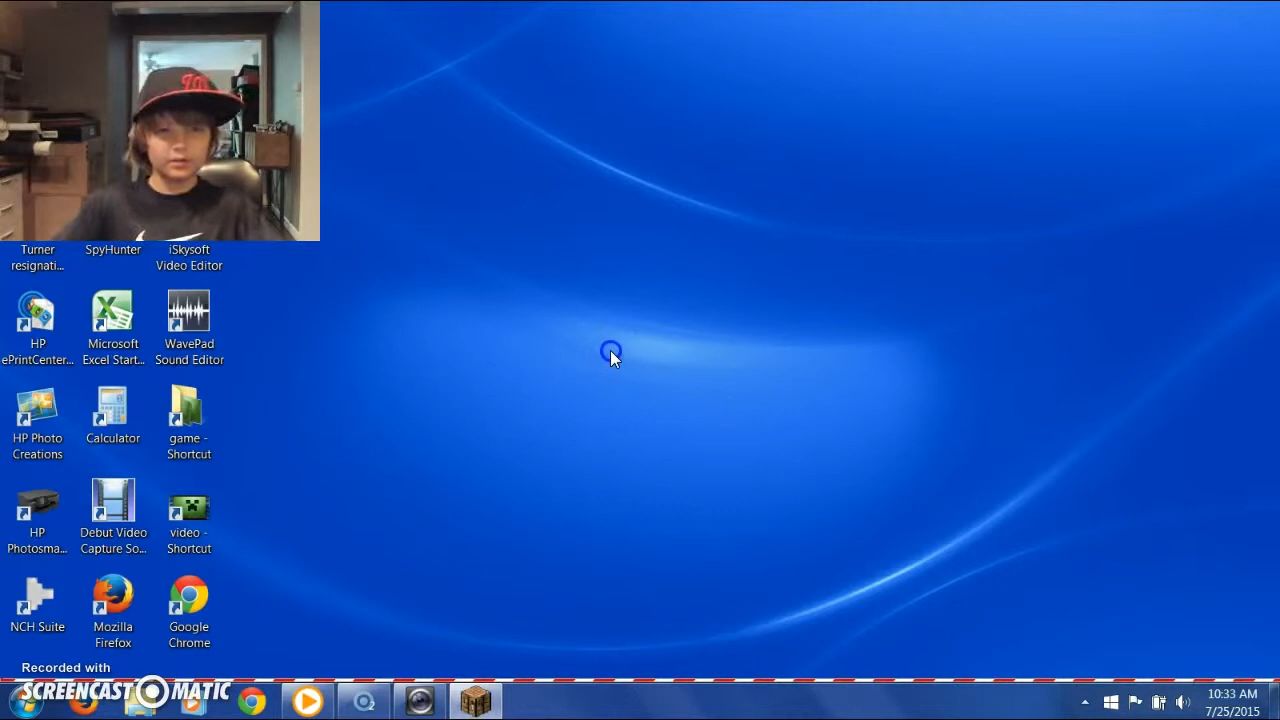 Turner
resignati...
SpyHunter
iSkysoft
Video Editor
HP
ePrintCenter...
Microsoft
Excel Start...
WavePad
Sound Editor
HP Photo
Creations
Calculator
game -
Shortcut
HP
Photosma...
Debut Video
Capture So...
video -
Shortcut
NCH Suite
Mozilla
Firefox
Google
Chrome
Recorded with
SCREENCAST MATIC
10:33 AM
7/25/2015